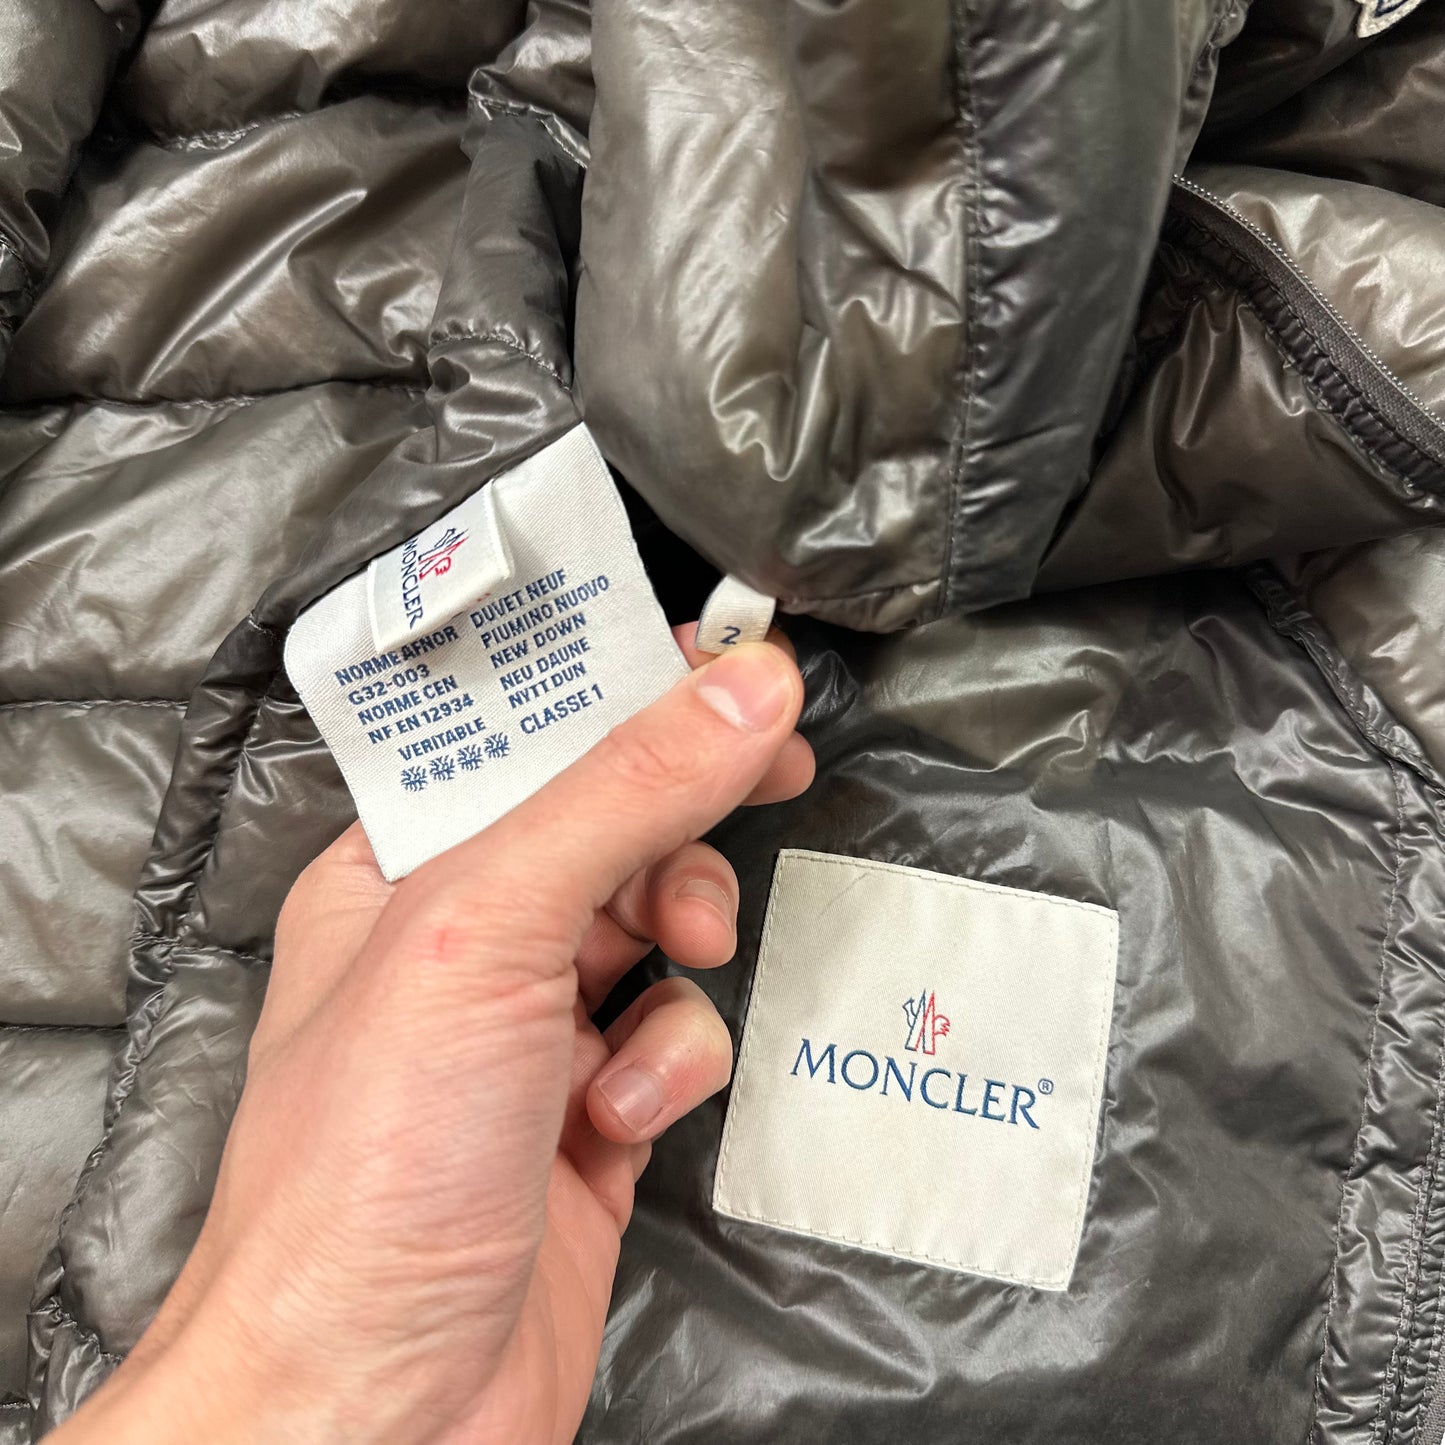 MONCLER
NORME AFNOR
G32-003
NORME CEN
NF EN 12934
VERITABLE
DUVET NEUF
PIUMINO NUOVO
NEW DOWN
NEU DAUNE
NYTT DUN
CLASSE 1
2
MONCLER®